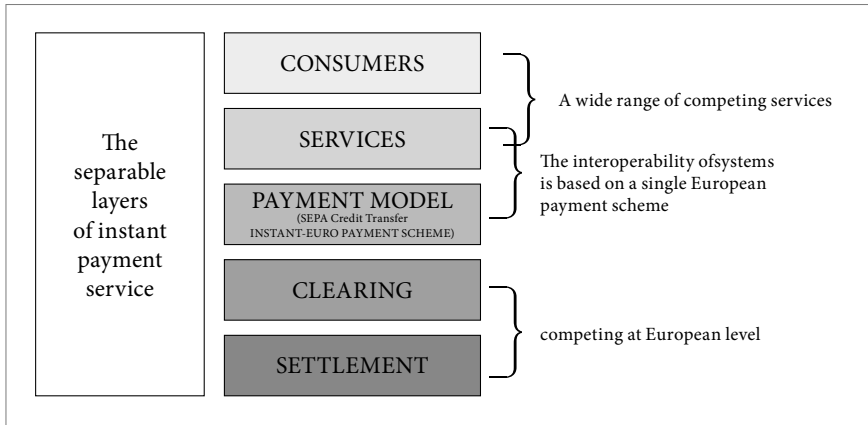 The
separable
layers
of instant
payment
service
CONSUMERS
SERVICES
PAYMENT MODEL
(SEPA Credit Transfer
INSTANT-EURO PAYMENT SCHEME)
CLEARING
SETTLEMENT
A wide range of competing services
The interoperability ofsystems
is based on a single European
payment scheme
competing at European level